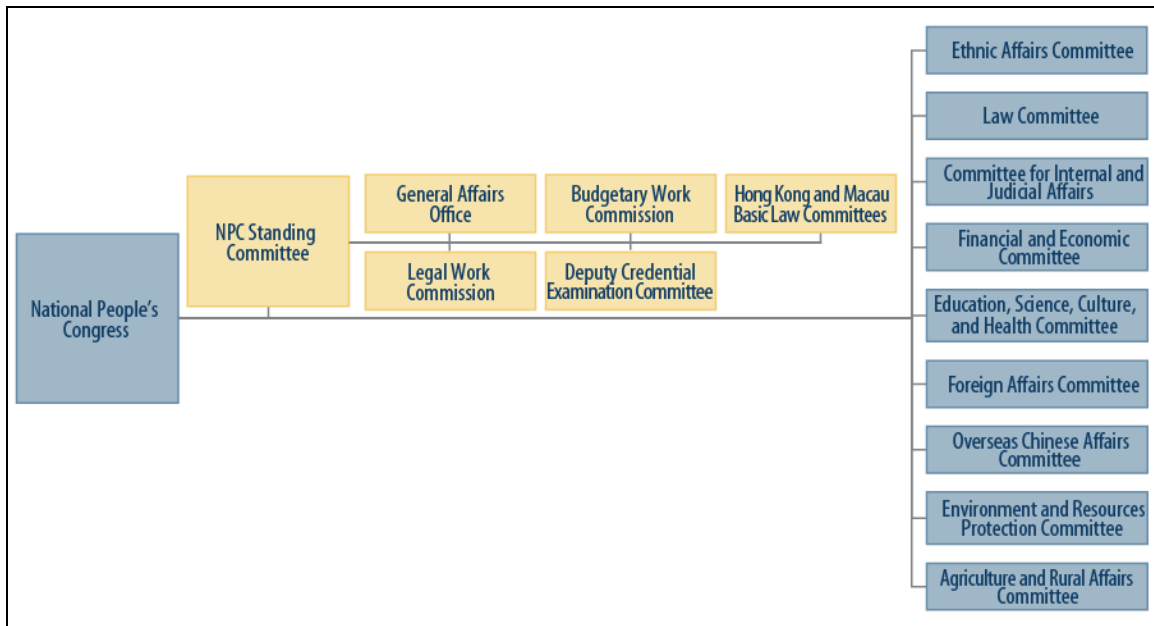 National People's
Congress
NPC Standing
Committee
General Affairs
Office
Budgetary Work
Commission
Hong Kong and Macau
Basic Law Committees
Legal Work
Commission
Deputy Credential
Examination Committee
Ethnic Affairs Committee
Law Committee
Committee for Internal and
Judicial Affairs
Financial and Economic
Committee
Education, Science, Culture,
and Health Committee
Foreign Affairs Committee
Overseas Chinese Affairs
Committee
Environment and Resources
Protection Committee
Agriculture and Rural Affairs
Committee